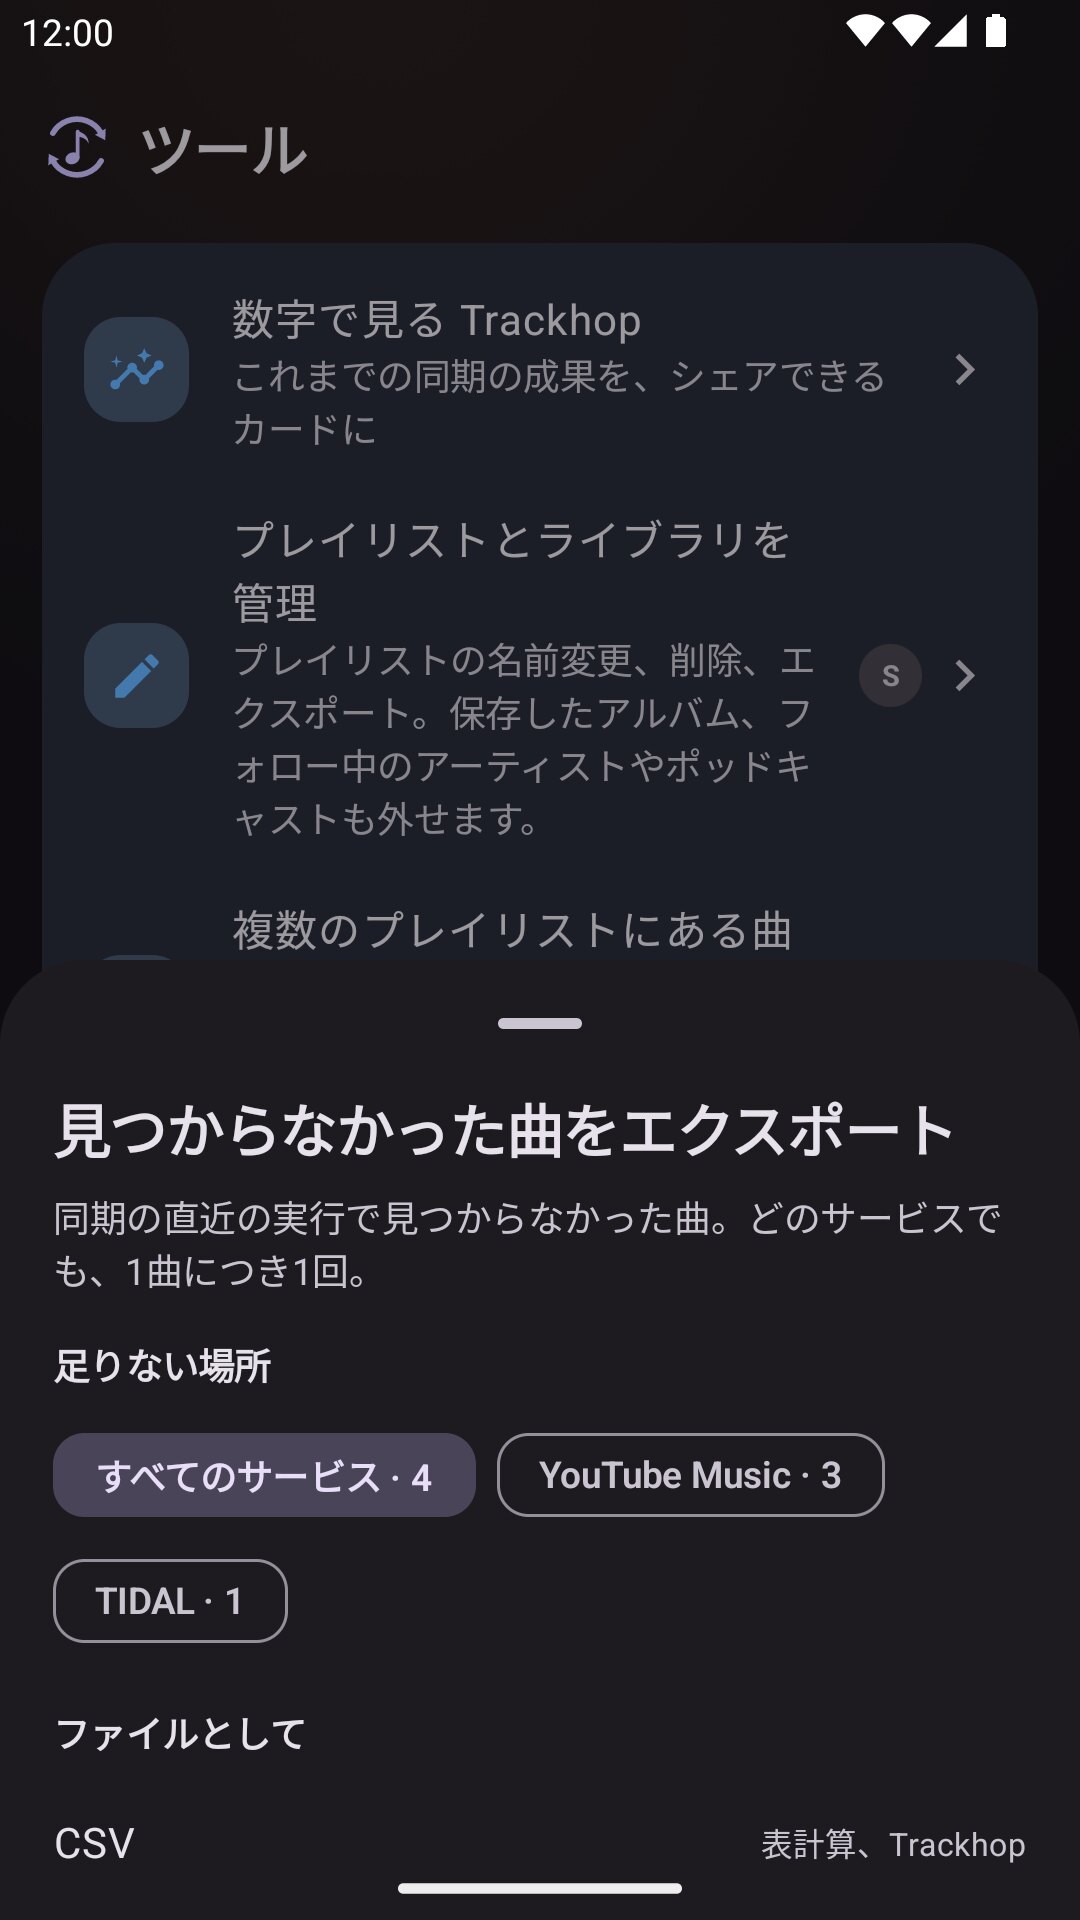 12:00
ツール
数字で見る Trackhop
これまでの同期の成果を、シェアできる
カードに
プレイリストとライブラリを
管理
プレイリストの名前変更、削除、エ
クスポート。保存したアルバム、フ
ォロー中のアーティストやポッドキ
ャストも外せます。
S
複数のプレイリストにある曲
見つからなかった曲をエクスポート
同期の直近の実行で見つからなかった曲。どのサービスで
も、1曲につき1回。
足りない場所
すべてのサービス · 4
YouTube Music · 3
TIDAL · 1
ファイルとして
CSV
表計算、Trackhop